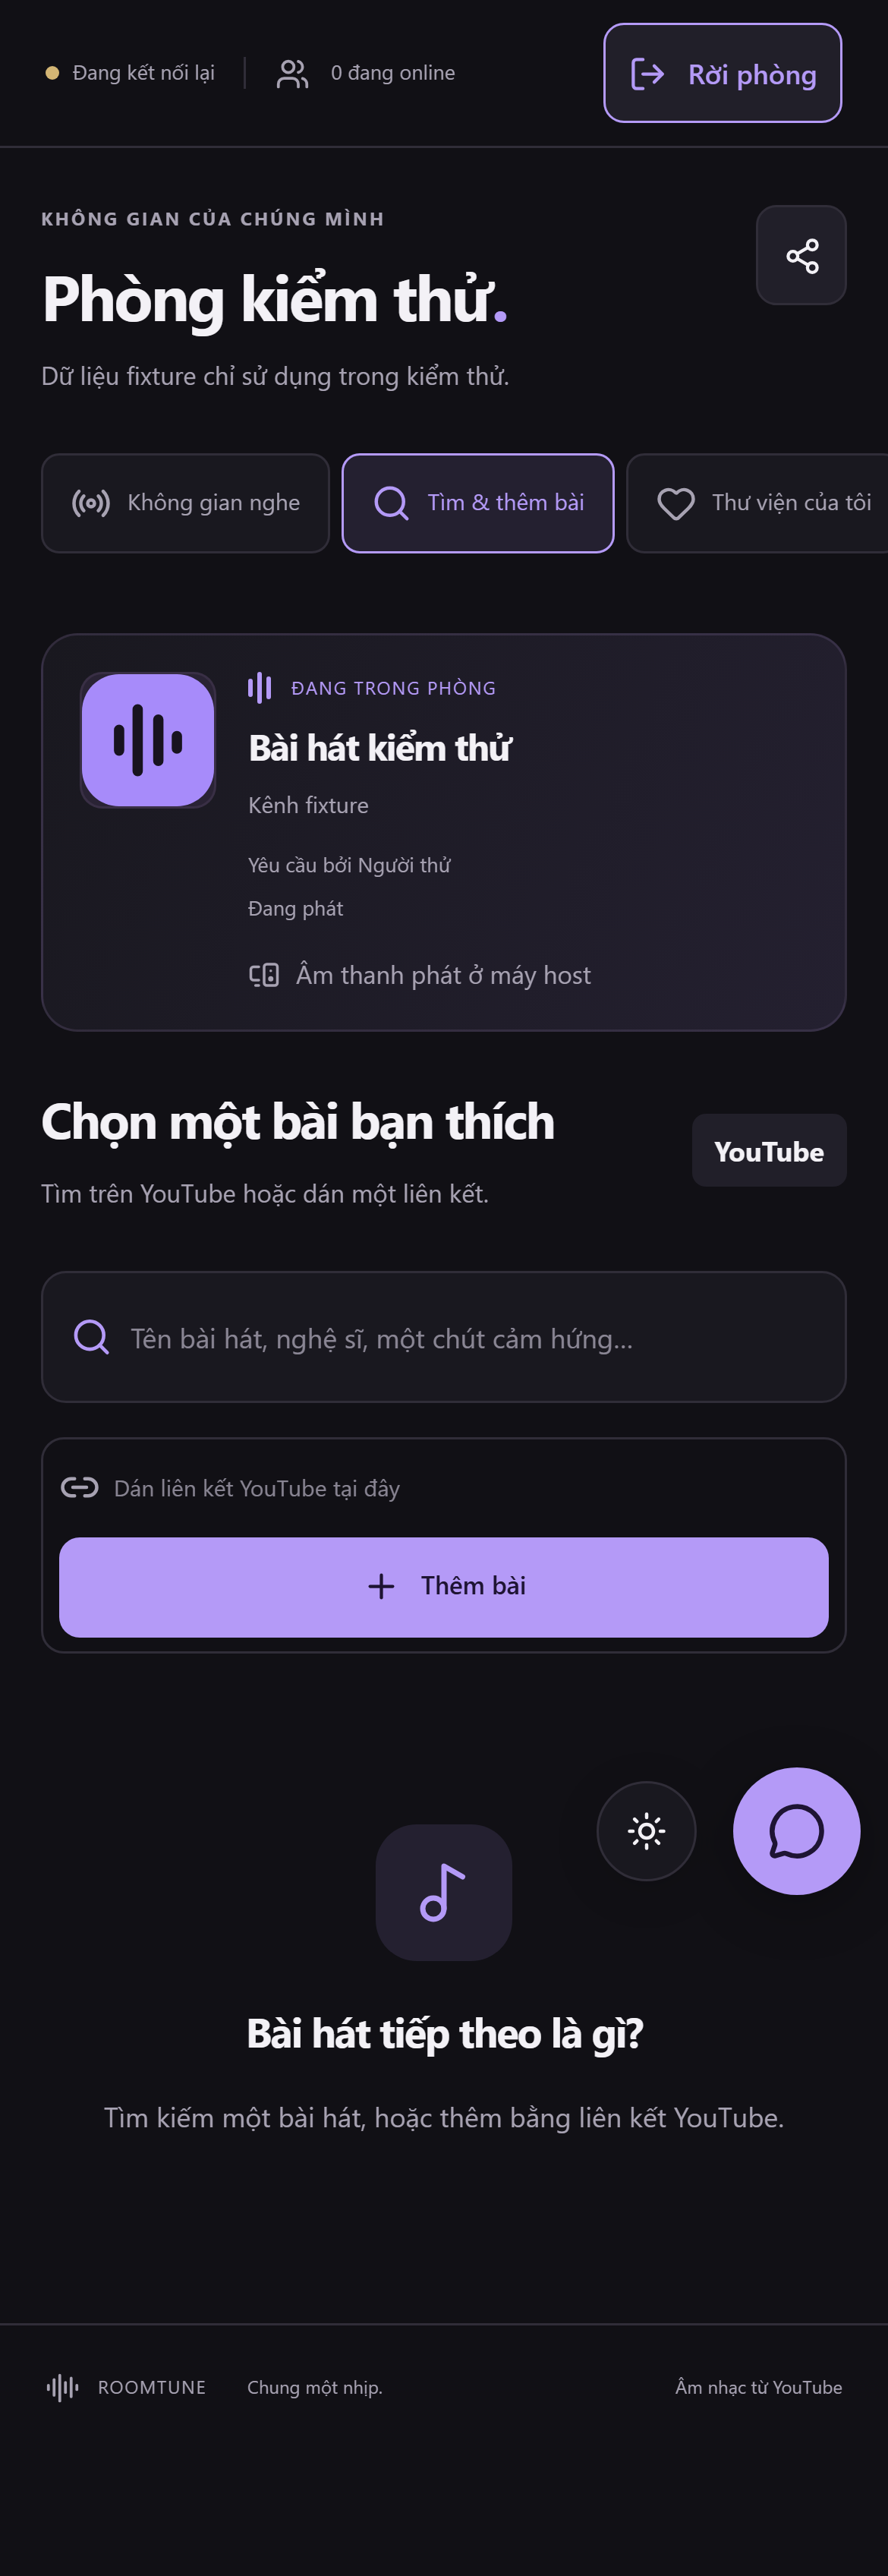 Đang kết nối lại
0 đang online
Rời phòng
KHÔNG GIAN CỦA CHÚNG MÌNH
Phòng kiểm thử.
Dữ liệu fixture chỉ sử dụng trong kiểm thử.
Không gian nghe
Tìm & thêm bài
Thư viện của tôi
ĐANG TRONG PHÒNG
Bài hát kiểm thử
Kênh fixture
Yêu cầu bởi Người thử
Đang phát
Âm thanh phát ở máy host
Chọn một bài bạn thích
YouTube
Tìm trên YouTube hoặc dán một liên kết.
Tên bài hát, nghệ sĩ, một chút cảm hứng...
Dán liên kết YouTube tại đây
Thêm bài
Bài hát tiếp theo là gì?
Tìm kiếm một bài hát, hoặc thêm bằng liên kết YouTube.
ROOMTUNE
Chung một nhịp.
Âm nhạc từ YouTube